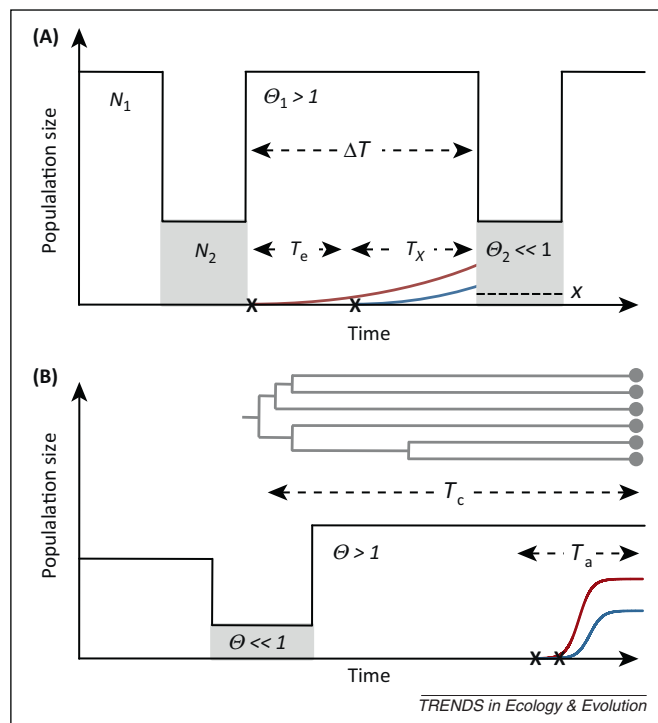 (A)
Populalation size
N₁
Θ₁ > 1
ΔT
N₂
Tₑ
Tₓ
Θ₂ << 1
x
X
X
Time
(B)
Populalation size
T_c
Θ > 1
Tₐ
Θ << 1
X X
Time
TRENDS in Ecology & Evolution